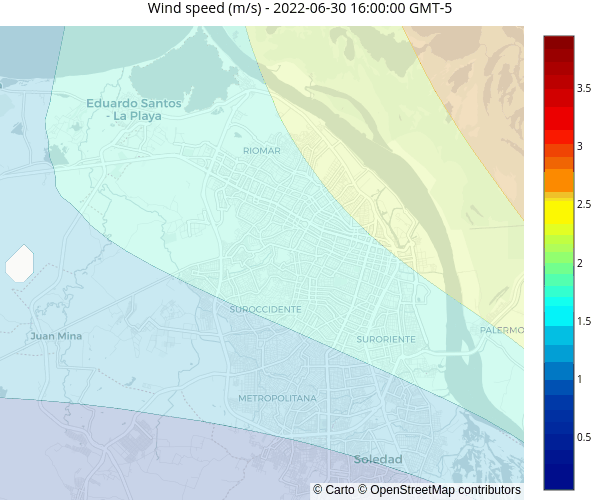 Wind speed (m/s) - 2022-06-30 16:00:00 GMT-5
Eduardo Santos
- La Playa
RIOMAR
SUROCCIDENTE
SURORIENTE
PALERMO
Juan Mina
METROPOLITANA
Soledad
© Carto © OpenStreetMap contributors
3.5
3
2.5
2
1.5
1
0.5